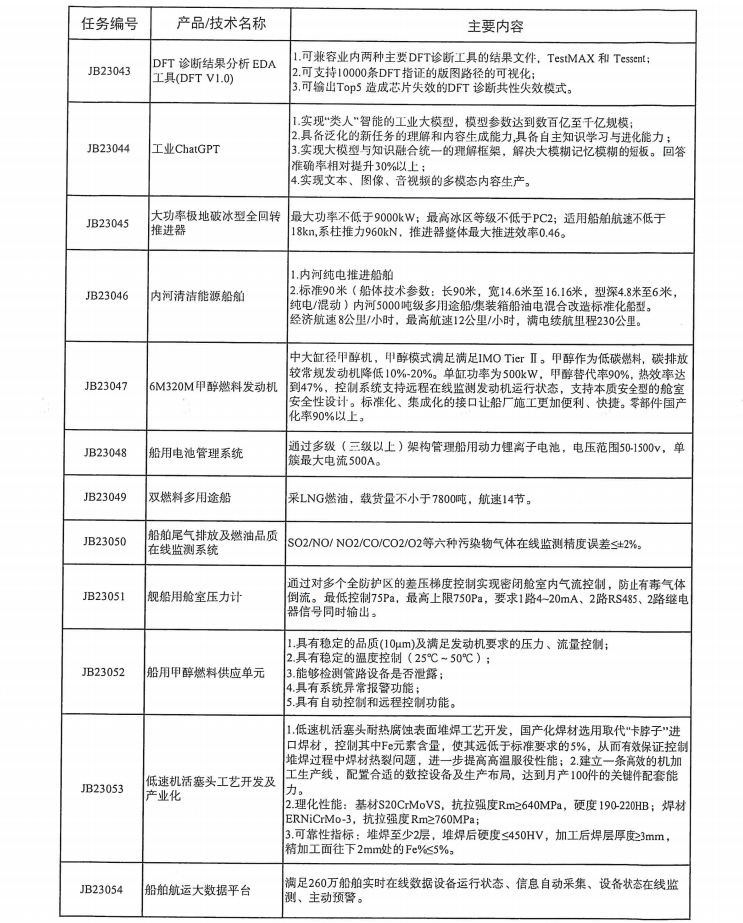 任务编号 产品/技术名称 主要内容
JB23043
DFT 诊断结果分析 EDA
工具(DFT V1.0)
1.可兼容业内两种主要DFT诊断工具的结果文件，TestMAX 和 Tessent；
2.可支持10000条DFT指证的版图路径的可视化；
3.可输出Top5 造成芯片失效的DFT 诊断共性失效模式。
JB23044
工业ChatGPT
1.实现“类人”智能的工业大模型，模型参数达到数百亿至千亿规模；
2.具备泛化的新任务的理解和内容生成能力,具备自主知识学习与进化能力；
3.实现大模型与知识融合统一的理解框架，解决大模糊记忆模糊的短板。回答
准确率相对提升30%以上；
4.实现文本、图像、音视频的多模态内容生产。
JB23045
大功率极地破冰型全回转
推进器
最大功率不低于9000kW；最高冰区等级不低于PC2；适用船舶航速不低于
18kn,系柱推力960kN，推进器整体最大推进效率0.46。
JB23046
内河清洁能源船舶
1.内河纯电推进船舶
2.标准90米（船体技术参数：长90米，宽14.6米至16.16米，型深4.8米至6米，
纯电/混动）内河5000吨级多用途船/集装箱船油电混合改造标准化船型。
经济航速8公里/小时，最高航速12公里/小时，满电续航里程230公里。
JB23047
6M320M甲醇燃料发动机
中大缸径甲醇机，甲醇模式满足满足IMO Tier Ⅱ。甲醇作为低碳燃料，碳排放
较常规发动机降低10%-20%。单缸功率为500kW，甲醇替代率90%，热效率达
到47%，控制系统支持远程在线监测发动机运行状态，支持本质安全型的舱室
安全性设计。标准化、集成化的接口让船厂施工更加便利、快捷。零部件国产
化率90%以上。
JB23048
船用电池管理系统
通过多级（三级以上）架构管理船用动力锂离子电池，电压范围50-1500v，单
簇最大电流500A。
JB23049
双燃料多用途船
采LNG燃油，载货量不小于7800吨，航速14节。
JB23050
船舶尾气排放及燃油品质
在线监测系统
SO2/NO/ NO2/CO/CO2/O2等六种污染物气体在线监测精度误差≤±2%。
JB23051
舰船用舱室压力计
通过对多个全防护区的差压梯度控制实现密闭舱室内气流控制，防止有毒气体
倒流。最低控制75Pa，最高上限750Pa，要求1路4~20mA、2路RS485、2路继电
器信号同时输出。
JB23052
船用甲醇燃料供应单元
1.具有稳定的品质(10μm)及满足发动机要求的压力、流量控制；
2.具有稳定的温度控制（25℃～50℃）；
3.能够检测管路设备是否泄露；
4.具有系统异常报警功能；
5.具有自动控制和远程控制功能。
JB23053
低速机活塞头工艺开发及
产业化
1.低速机活塞头耐热腐蚀表面堆焊工艺开发，国产化焊材选用取代“卡脖子”进
口焊材，控制其中Fe元素含量，使其远低于标准要求的5%，从而有效保证控制
堆焊过程中焊材热裂问题，进一步提高高温服役性能；2.建立一条高效的机加
工生产线，配置合适的数控设备及生产布局，达到月产100件的关键件配套能
力。
2.理化性能：基材S20CrMoVS，抗拉强度Rm≥640MPa，硬度190-220HB；焊材
ERNiCrMo-3，抗拉强度Rm≥760MPa；
3.可靠性指标：堆焊至少2层，堆焊后硬度≤450HV，加工后焊层厚度≥3mm，
精加工面往下2mm处的Fe%≤5%。
JB23054
船舶航运大数据平台
满足260万船舶实时在线数据设备运行状态、信息自动采集、设备状态在线监
测、主动预警。